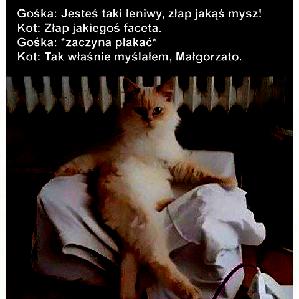 Gośka: Jesteś taki leniwy, złap jakąś mysz!
Kot: Złap jakiegoś faceta.
Gośka: *zaczyna płakać*
Kot: Tak właśnie myślałem, Małgorzato.